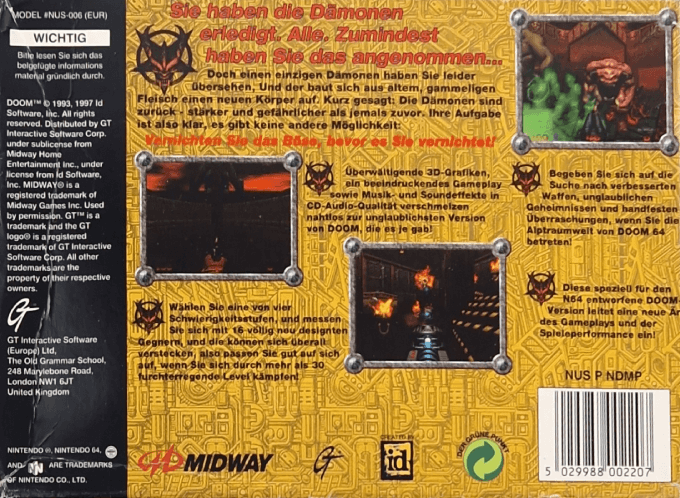 MODEL #NUS-006 (EUR)
WICHTIG
Bitte lesen Sie sich das
beigefügte informations
material gründlich durch.
DOOM™ © 1993, 1997 Id
Software, Inc. All rights
reserved. Distributed by GT
Interactive Software Corp.
under sublicense from
Midway Home
Entertainment Inc., under
license from Id Software,
Inc. MIDWAY® is a
registered trademark of
Midway Games Inc. Used
by permission. GT™ is a
trademark and the GT
logo® is a registered
trademark of GT Interactive
Software Corp. All other
trademarks are the
property of their respective
owners.
GT
GT Interactive Software
(Europe) Ltd,
The Old Grammar School,
248 Marylebone Road,
London NW1 6JT
United Kingdom
NINTENDO ®, NINTENDO 64,
AND N ARE TRADEMARKS
OF NINTENDO CO., LTD.
Sie haben die Dämonen
erledigt. Alle. Zumindest
haben Sie das angenommen...
Doch einen einzigen Dämonen haben Sie leider
übersehen, Und der baut sich aus altem, gammeligen
Fleisch einen neuen Körper auf. Kurz gesagt: Die Dämonen sind
zurück - stärker und gefährlicher als jemals zuvor. Ihre Aufgabe
ist also klar, es gibt keine andere Möglichkeit:
Vernichten Sie das Böse, bevor es Sie vernichtet!
Überwältigende 3D-Grafiken,
ein beeindruckendes Gameplay
sowie Musik- und Soundeffekte in
CD-Audio-Qualität verschmelzen
nahtlos zur unglaublichsten Version
von DOOM, die es je gab!
Begeben Sie sich auf die
Suche nach verbesserten
Waffen, unglaublichen
Geheimnissen und handfesten
Überraschungen, wenn Sie die
Alptraumwelt von DOOM 64
betreten!
Wählen Sie eine von vier
Schwierigkeitsstufen, und messen
Sie sich mit 16 völlig neu designten
Gegnern, und die können sich überall
verstecken, also passen Sie gut auf sich
auf, wenn Sie sich durch mehr als 30
furchterregende Level kämpfen!
Diese speziell für den
N64 entworfene DOOM-
Version leitet eine neue Är
des Gameplays und der
Spieleperformance ein!
NUS P NDMP
MIDWAY
GT
CREATED BY
id
DER GRÜNE PUNKT
5 029988 002207